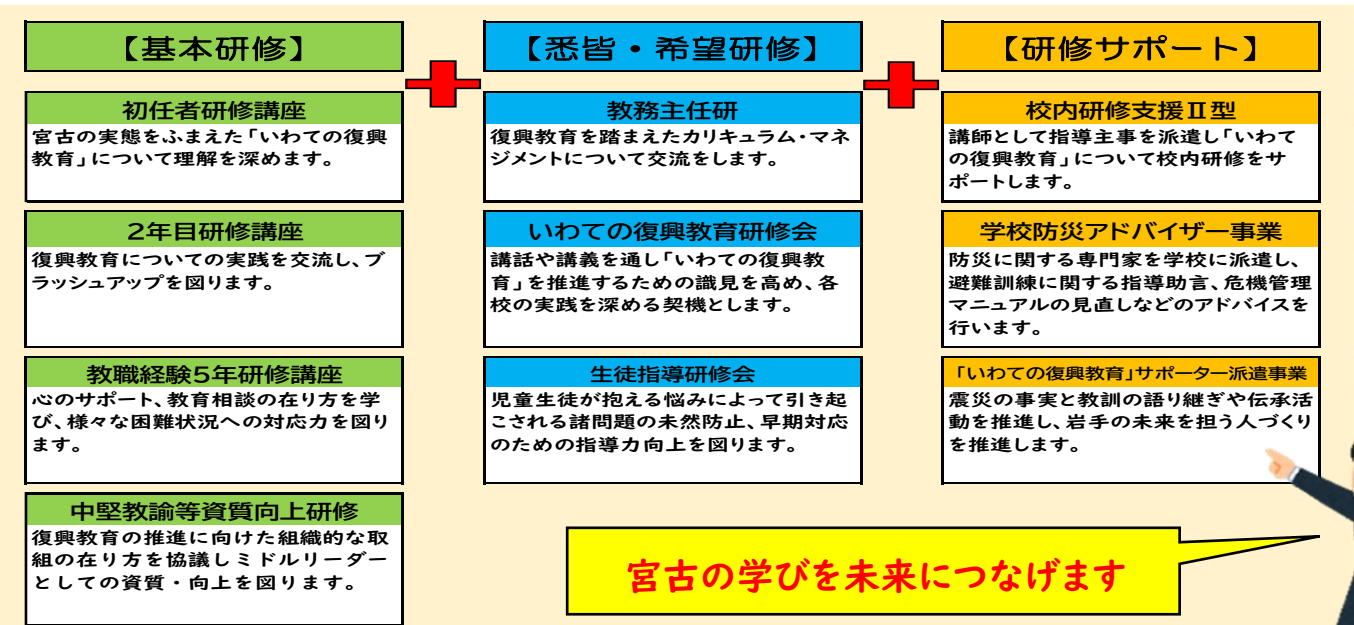 【基本研修】
初任者研修講座
宮古の実態をふまえた「いわての復興
教育」について理解を深めます。
2年目研修講座
復興教育についての実践を交流し、ブ
ラッシュアップを図ります。
教職経験5年研修講座
心のサポート、教育相談の在り方を学
び、様々な困難状況への対応力を図り
ます。
中堅教諭等資質向上研修
復興教育の推進に向けた組織的な取
組の在り方を協議しミドルリーダー
としての資質・向上を図ります。
【悉皆・希望研修】
教務主任研
復興教育を踏まえたカリキュラム・マネ
ジメントについて交流をします。
いわての復興教育研修会
講話や講義を通し「いわての復興教
育」を推進するための識見を高め、各
校の実践を深める契機とします。
生徒指導研修会
児童生徒が抱える悩みによって引き起
こされる諸問題の未然防止、早期対応
のための指導力向上を図ります。
【研修サポート】
校内研修支援Ⅱ型
講師として指導主事を派遣し「いわて
の復興教育」について校内研修をサ
ポートします。
学校防災アドバイザー事業
防災に関する専門家を学校に派遣し、
避難訓練に関する指導助言、危機管理
マニュアルの見直しなどのアドバイスを
行います。
「いわての復興教育」サポーター派遣事業
震災の事実と教訓の語り継ぎや伝承活
動を推進し、岩手の未来を担う人づくり
を推進します。
宮古の学びを未来につなげます